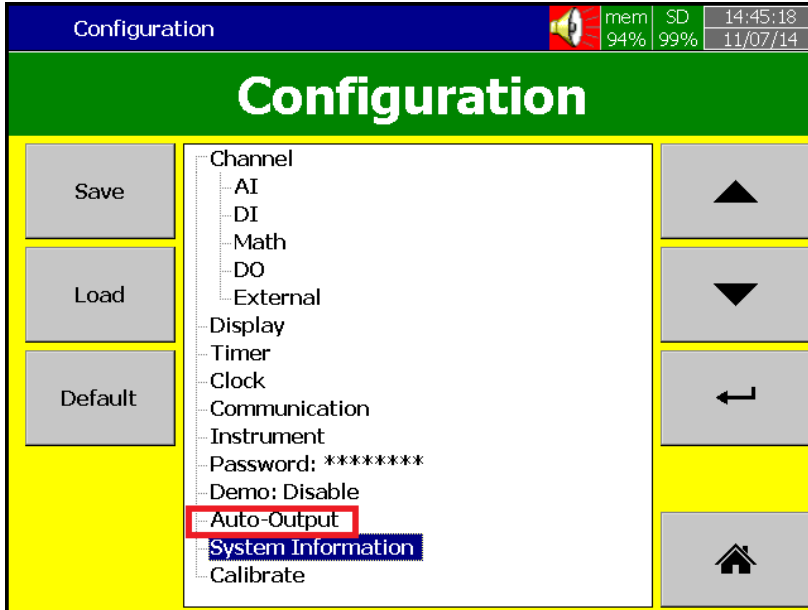 Configuration
mem SD 14:45:18
94% 99% 11/07/14
Configuration
Save
Load
Default
Channel
AI
DI
Math
DO
External
Display
Timer
Clock
Communication
Instrument
Password: ********
Demo: Disable
Auto-Output
System Information
Calibrate